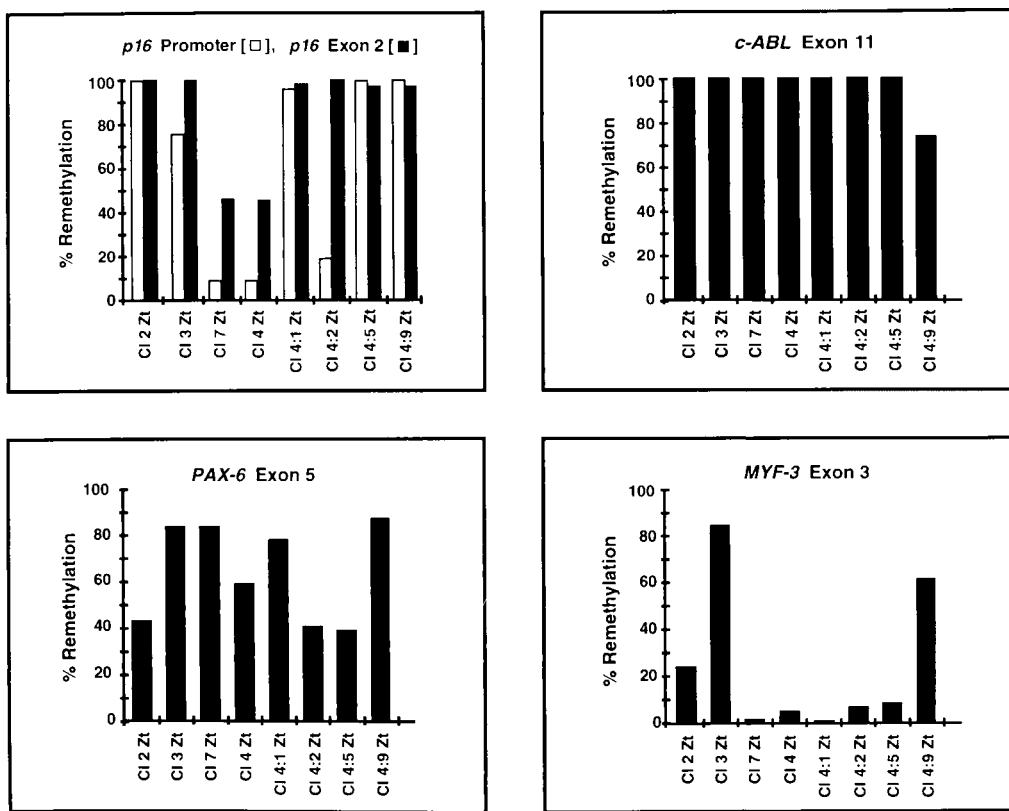 p16 Promoter [□], p16 Exon 2 [■]
% Remethylation
100
80
60
40
20
0
Cl 2 Zt
Cl 3 Zt
Cl 7 Zt
Cl 4 Zt
Cl 4:1 Zt
Cl 4:2 Zt
Cl 4:5 Zt
Cl 4:9 Zt
c-ABL Exon 11
% Remethylation
100
80
60
40
20
0
Cl 2 Zt
Cl 3 Zt
Cl 7 Zt
Cl 4 Zt
Cl 4:1 Zt
Cl 4:2 Zt
Cl 4:5 Zt
Cl 4:9 Zt
PAX-6 Exon 5
% Remethylation
100
80
60
40
20
0
Cl 2 Zt
Cl 3 Zt
Cl 7 Zt
Cl 4 Zt
Cl 4:1 Zt
Cl 4:2 Zt
Cl 4:5 Zt
Cl 4:9 Zt
MYF-3 Exon 3
% Remethylation
100
80
60
40
20
0
Cl 2 Zt
Cl 3 Zt
Cl 7 Zt
Cl 4 Zt
Cl 4:1 Zt
Cl 4:2 Zt
Cl 4:5 Zt
Cl 4:9 Zt